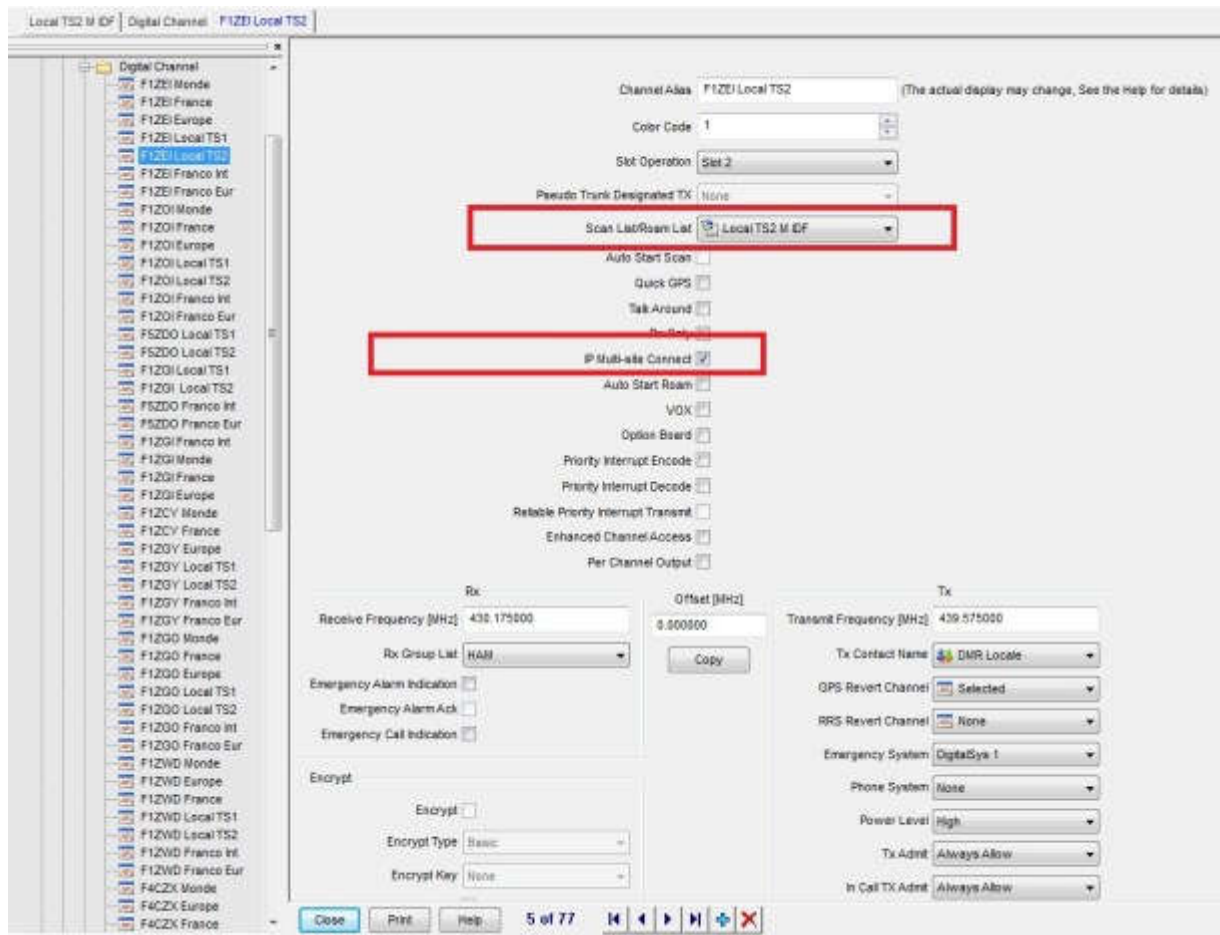 Local TS2 M IDF Digital Channel F1ZEI Local TS2
Digital Channel
F1ZEI Monde
F1ZEI France
F1ZEI Europe
F1ZEI Local TS1
F1ZEI Local TS2
F1ZEI Franco Int
F1ZEI Franco Eur
F1ZOI Monde
F1ZOI France
F1ZOI Europe
F1ZOI Local TS1
F1ZOI Local TS2
F1ZOI Franco Int
F1ZOI Franco Eur
F5ZDO Local TS1
F5ZDO Local TS2
F1ZGI Local TS1
F1ZGI Local TS2
F5ZDO Franco Int
F5ZDO Franco Eur
F1ZGI Franco Int
F1ZGI Monde
F1ZGI France
F1ZGI Europe
F1ZCY Monde
F1ZCY France
F1ZGY Europe
F1ZGY Local TS1
F1ZGY Local TS2
F1ZGY Franco Int
F1ZGY Franco Eur
F1ZGO Monde
F1ZGO France
F1ZGO Europe
F1ZGO Local TS1
F1ZGO Local TS2
F1ZGO Franco Int
F1ZGO Franco Eur
F1ZWD Monde
F1ZWD Europe
F1ZWD France
F1ZWD Local TS1
F1ZWD Local TS2
F1ZWD Franco Int
F1ZWD Franco Eur
F4CZX Monde
F4CZX Europe
F4CZX France
Channel Alias F1ZEI Local TS2 (The actual display may change, See the Help for details)
Color Code 1
Slot Operation Slot 2
Pseudo Trunk Designated TX None
Scan List/Roam List Local TS2 M IDF
Auto Start Scan
Quick GPS
Talk Around
Rx Only
IP Multi-site Connect
Auto Start Roam
VOX
Option Board
Priority Interrupt Encode
Priority Interrupt Decode
Reliable Priority Interrupt Transmit
Enhanced Channel Access
Per Channel Output
Rx
Receive Frequency [MHz] 430.175000
Rx Group List HAM
Emergency Alarm Indication
Emergency Alarm Ack
Emergency Call Indication
Offset [MHz]
0.000000
Copy
Tx
Transmit Frequency [MHz] 439.575000
Tx Contact Name DMR Locale
GPS Revert Channel Selected
RRS Revert Channel None
Emergency System DigitalSys 1
Phone System None
Power Level High
Tx Admit Always Allow
In Call TX Admit Always Allow
Encrypt
Encrypt
Encrypt Type Basic
Encrypt Key None
Close Print Help 5 of 77